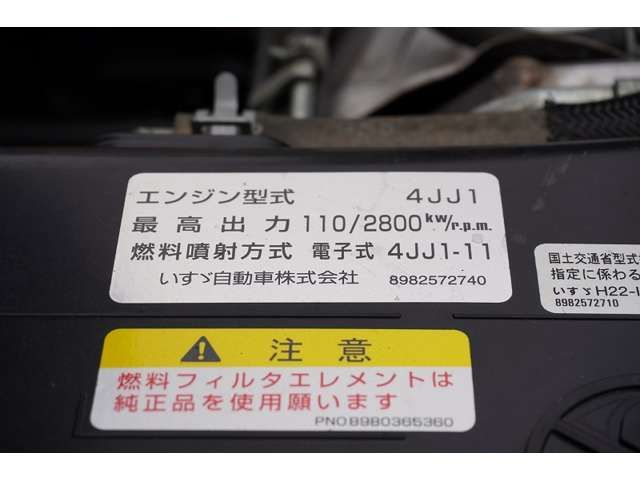 エンジン型式 4JJ1
最高出力 110/2800 kw/r.p.m.
燃料噴射方式 電子式 4JJ1-11
いすゞ自動車株式会社 8982572740
国土交通省型式
指定に係わる
いすゞH22-
8982572710
注意
燃料フィルタエレメントは
純正品を使用願います
PNO8980365360